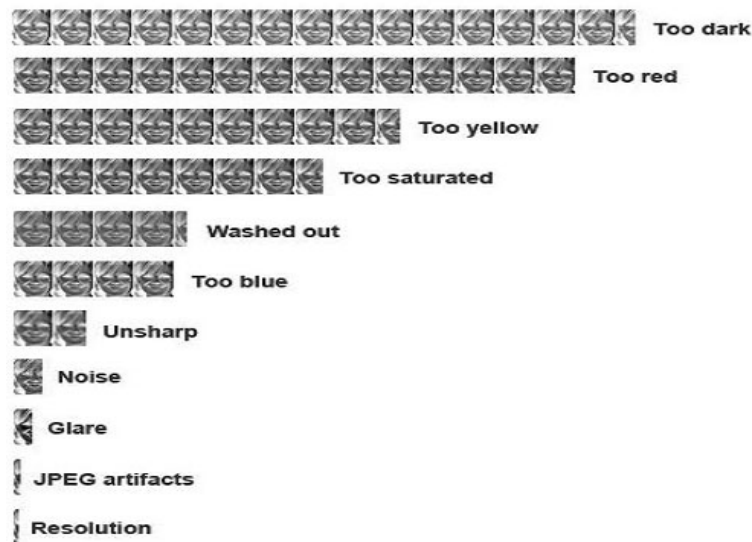 Too dark
Too red
Too yellow
Too saturated
Washed out
Too blue
Unsharp
Noise
Glare
JPEG artifacts
Resolution